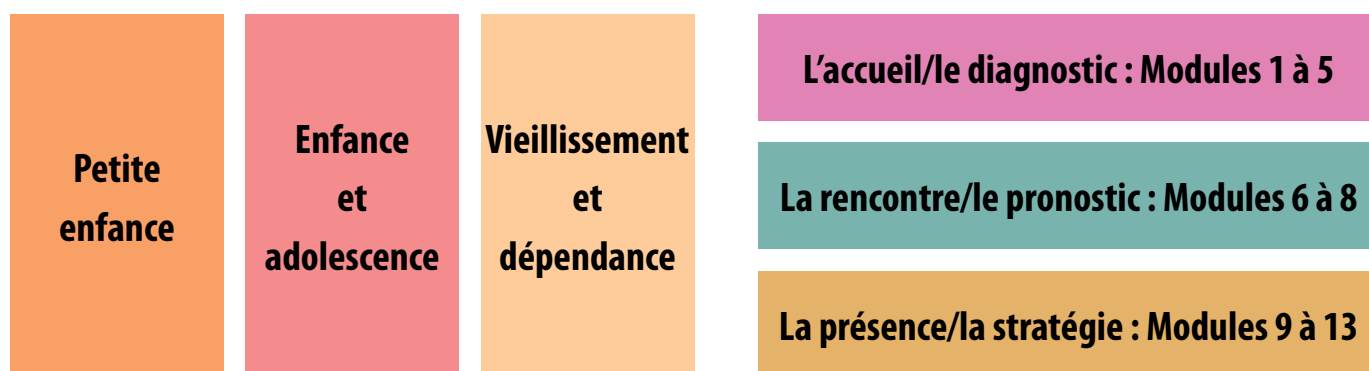 Petite
enfance
Enfance
et
adolescence
Vieillissement
et
dépendance
L’accueil/le diagnostic : Modules 1 à 5
La rencontre/le pronostic : Modules 6 à 8
La présence/la stratégie : Modules 9 à 13